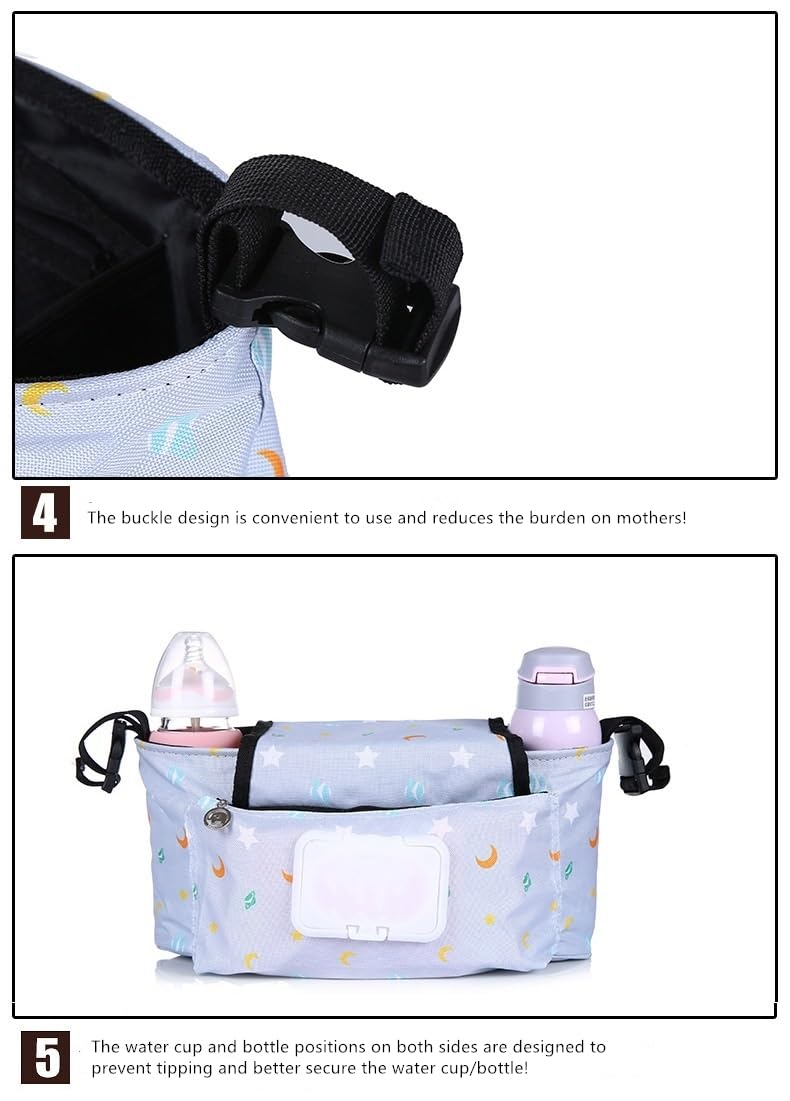 4
The buckle design is convenient to use and reduces the burden on mothers!
5
The water cup and bottle positions on both sides are designed to
prevent tipping and better secure the water cup/bottle!